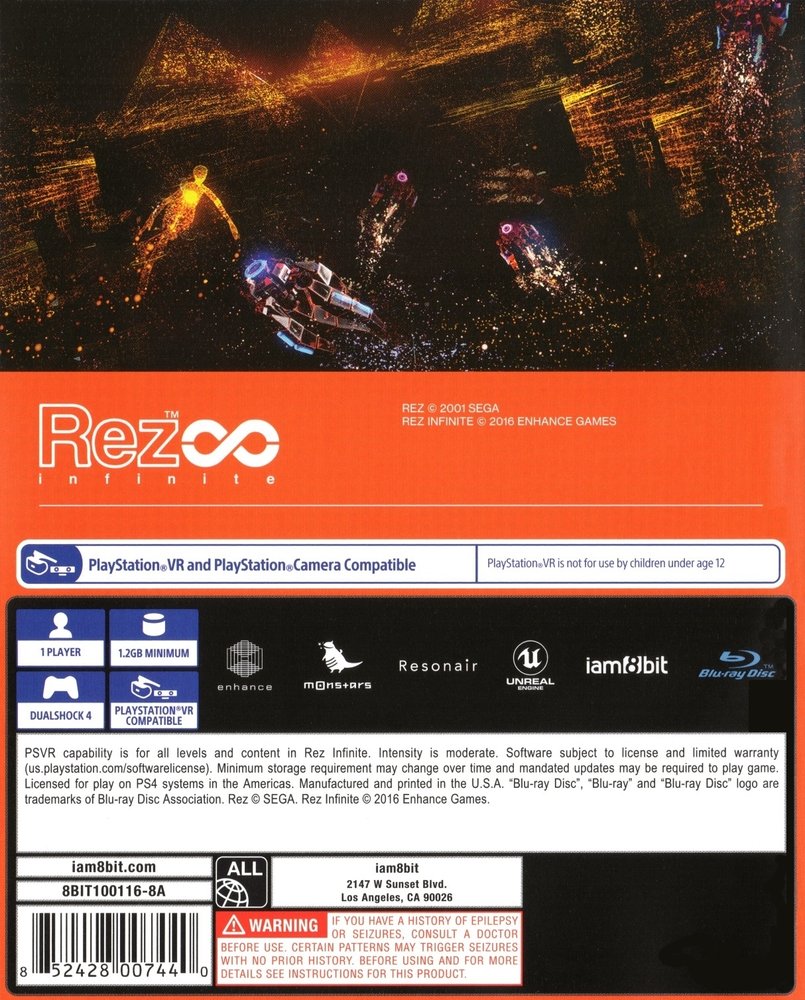 Rez™
infinite
REZ © 2001 SEGA
REZ INFINITE © 2016 ENHANCE GAMES
PlayStation®VR and PlayStation®Camera Compatible
PlayStation®VR is not for use by children under age 12
1 PLAYER
1.2GB MINIMUM
DUALSHOCK 4
PLAYSTATION®VR
COMPATIBLE
enhance
monstars
Resonair
UNREAL
ENGINE
iam8bit
Blu-ray Disc™
PSVR capability is for all levels and content in Rez Infinite. Intensity is moderate. Software subject to license and limited warranty
(us.playstation.com/softwarelicense). Minimum storage requirement may change over time and mandated updates may be required to play game.
Licensed for play on PS4 systems in the Americas. Manufactured and printed in the U.S.A. “Blu-ray Disc”, “Blu-ray” and “Blu-ray Disc” logo are
trademarks of Blu-ray Disc Association. Rez © SEGA. Rez Infinite © 2016 Enhance Games.
iam8bit.com
8BIT100116-8A
8 52428 00744 0
ALL
iam8bit
2147 W Sunset Blvd.
Los Angeles, CA 90026
WARNING IF YOU HAVE A HISTORY OF EPILEPSY
OR SEIZURES, CONSULT A DOCTOR
BEFORE USE. CERTAIN PATTERNS MAY TRIGGER SEIZURES
WITH NO PRIOR HISTORY. BEFORE USING AND FOR MORE
DETAILS SEE INSTRUCTIONS FOR THIS PRODUCT.